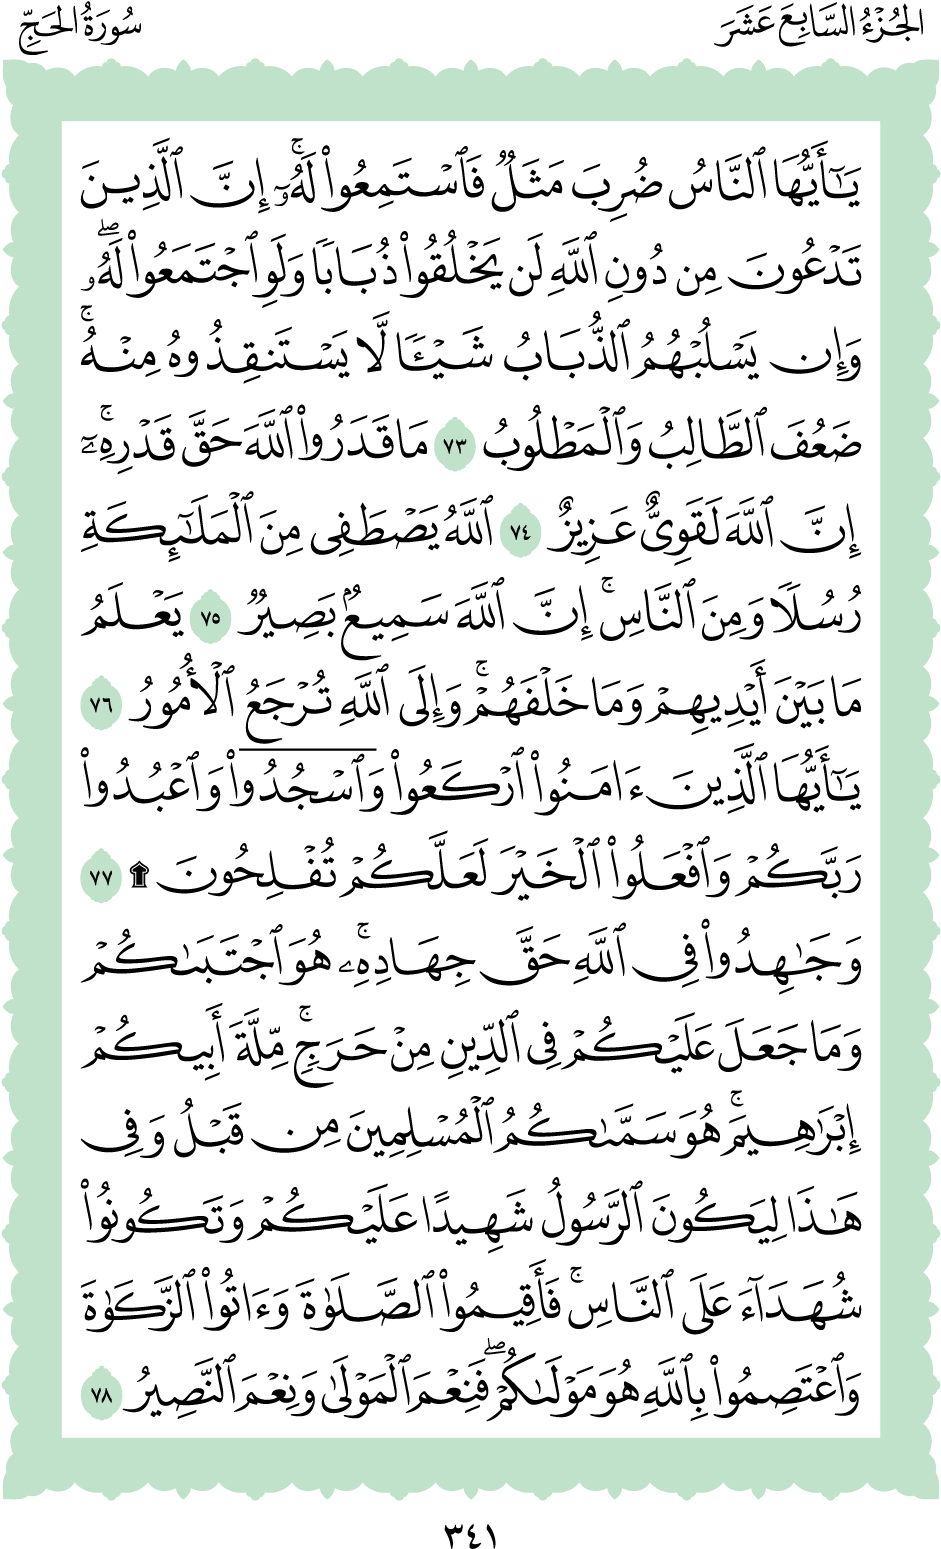 الجُزْءُ السَّابِعَ عَشَرَ
سُورَةُ الحَجِّ
يَٰٓأَيُّهَا ٱلنَّاسُ ضُرِبَ مَثَلٞ فَٱسۡتَمِعُواْ لَهُۥٓۚ إِنَّ ٱلَّذِينَ
تَدۡعُونَ مِن دُونِ ٱللَّهِ لَن يَخۡلُقُواْ ذُبَابٗا وَلَوِ ٱجۡتَمَعُواْ لَهُۥۖ
وَإِن يَسۡلُبۡهُمُ ٱلذُّبَابُ شَيۡـٔٗا لَّا يَسۡتَنقِذُوهُ مِنۡهُۚ
ضَعُفَ ٱلطَّالِبُ وَٱلۡمَطۡلُوبُ ٧٣ مَا قَدَرُواْ ٱللَّهَ حَقَّ قَدۡرِهِۦٓۚ
إِنَّ ٱللَّهَ لَقَوِيٌّ عَزِيزٌ ٧٤ ٱللَّهُ يَصۡطَفِي مِنَ ٱلۡمَلَٰٓئِكَةِ
رُسُلٗا وَمِنَ ٱلنَّاسِۚ إِنَّ ٱللَّهَ سَمِيعُۢ بَصِيرٞ ٧٥ يَعۡلَمُ
مَا بَيۡنَ أَيۡدِيهِمۡ وَمَا خَلۡفَهُمۡۚ وَإِلَى ٱللَّهِ تُرۡجَعُ ٱلۡأُمُورُ ٧٦
يَٰٓأَيُّهَا ٱلَّذِينَ ءَامَنُواْ ٱرۡكَعُواْ وَٱسۡجُدُواْ وَٱعۡبُدُواْ
رَبَّكُمۡ وَٱفۡعَلُواْ ٱلۡخَيۡرَ لَعَلَّكُمۡ تُفۡلِحُونَ ۩ ٧٧
وَجَٰهِدُواْ فِي ٱللَّهِ حَقَّ جِهَادِهِۦۚ هُوَ ٱجۡتَبَىٰكُمۡ
وَمَا جَعَلَ عَلَيۡكُمۡ فِي ٱلدِّينِ مِنۡ حَرَجٖۚ مِّلَّةَ أَبِيكُمۡ
إِبۡرَٰهِيمَۚ هُوَ سَمَّىٰكُمُ ٱلۡمُسۡلِمِينَ مِن قَبۡلُ وَفِي
هَٰذَا لِيَكُونَ ٱلرَّسُولُ شَهِيدًا عَلَيۡكُمۡ وَتَكُونُواْ
شُهَدَآءَ عَلَى ٱلنَّاسِۚ فَأَقِيمُواْ ٱلصَّلَوٰةَ وَءَاتُواْ ٱلزَّكَوٰةَ
وَٱعۡتَصِمُواْ بِٱللَّهِ هُوَ مَوۡلَىٰكُمۡۖ فَنِعۡمَ ٱلۡمَوۡلَىٰ وَنِعۡمَ ٱلنَّصِيرُ ٧٨
٣٤١